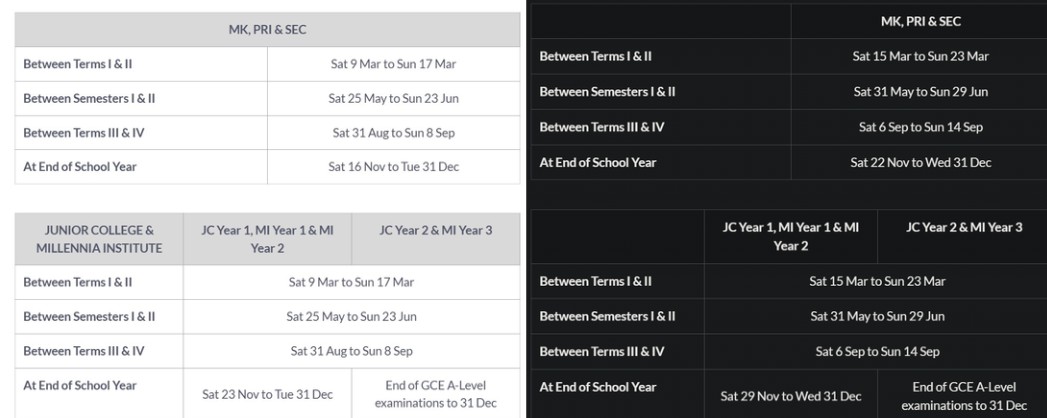 MK, PRI & SEC
Between Terms I & II Sat 9 Mar to Sun 17 Mar
Between Semesters I & II Sat 25 May to Sun 23 Jun
Between Terms III & IV Sat 31 Aug to Sun 8 Sep
At End of School Year Sat 16 Nov to Tue 31 Dec
JUNIOR COLLEGE & JC Year 1, MI Year 1 & MI JC Year 2 & MI Year 3
MILLENNIA INSTITUTE Year 2
Between Terms I & II Sat 9 Mar to Sun 17 Mar
Between Semesters I & II Sat 25 May to Sun 23 Jun
Between Terms III & IV Sat 31 Aug to Sun 8 Sep
At End of School Year Sat 23 Nov to Tue 31 Dec End of GCE A-Level
examinations to 31 Dec
MK, PRI & SEC
Between Terms I & II Sat 15 Mar to Sun 23 Mar
Between Semesters I & II Sat 31 May to Sun 29 Jun
Between Terms III & IV Sat 6 Sep to Sun 14 Sep
At End of School Year Sat 22 Nov to Wed 31 Dec
JC Year 1, MI Year 1 & MI JC Year 2 & MI Year 3
Year 2
Between Terms I & II Sat 15 Mar to Sun 23 Mar
Between Semesters I & II Sat 31 May to Sun 29 Jun
Between Terms III & IV Sat 6 Sep to Sun 14 Sep
At End of School Year Sat 29 Nov to Wed 31 Dec End of GCE A-Level
examinations to 31 Dec